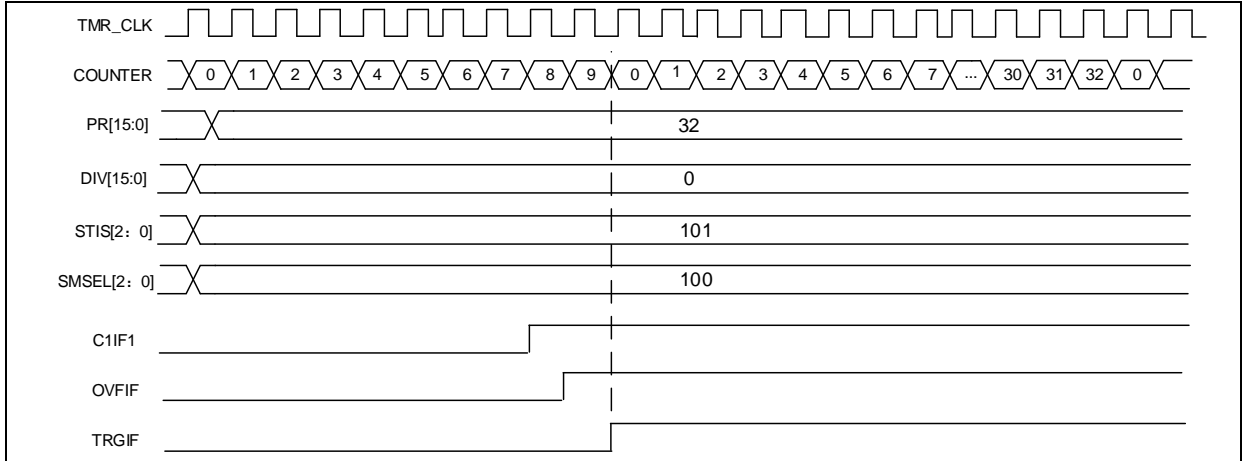 TMR_CLK
COUNTER 0 1 2 3 4 5 6 7 8 9 0 1 2 3 4 5 6 7 ... 30 31 32 0
PR[15:0] 32
DIV[15:0] 0
STIS[2：0] 101
SMSEL[2：0] 100
C1IF1
OVFIF
TRGIF